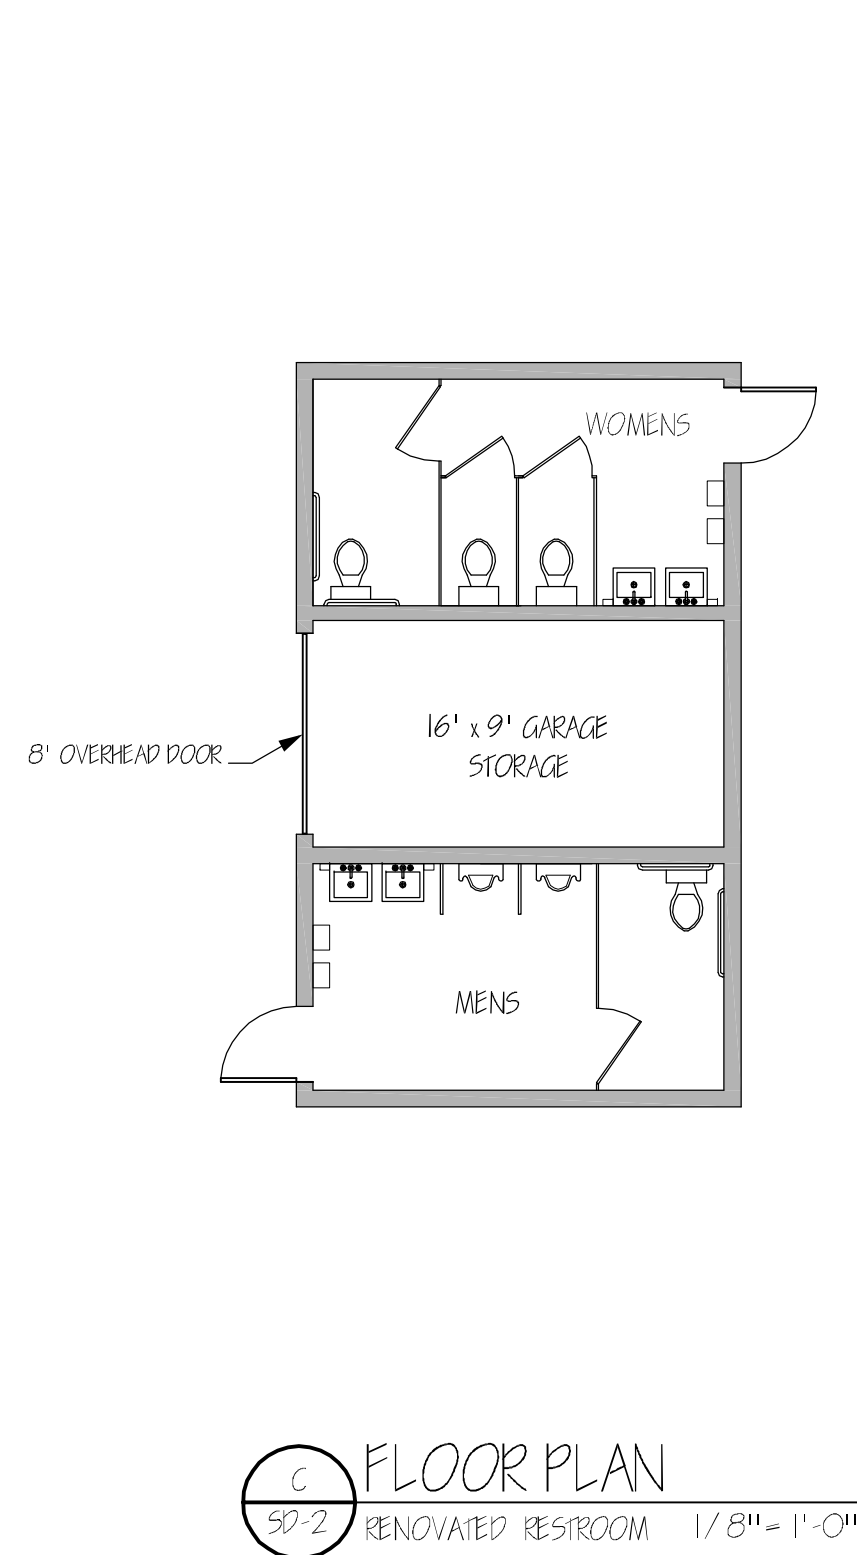 WOMENS
16' x 9' GARAGE
STORAGE
8' OVERHEAD DOOR
MENS
C
FLOOR PLAN
SD-2
RENOVATED RESTROOM 1/8"=1'-0"